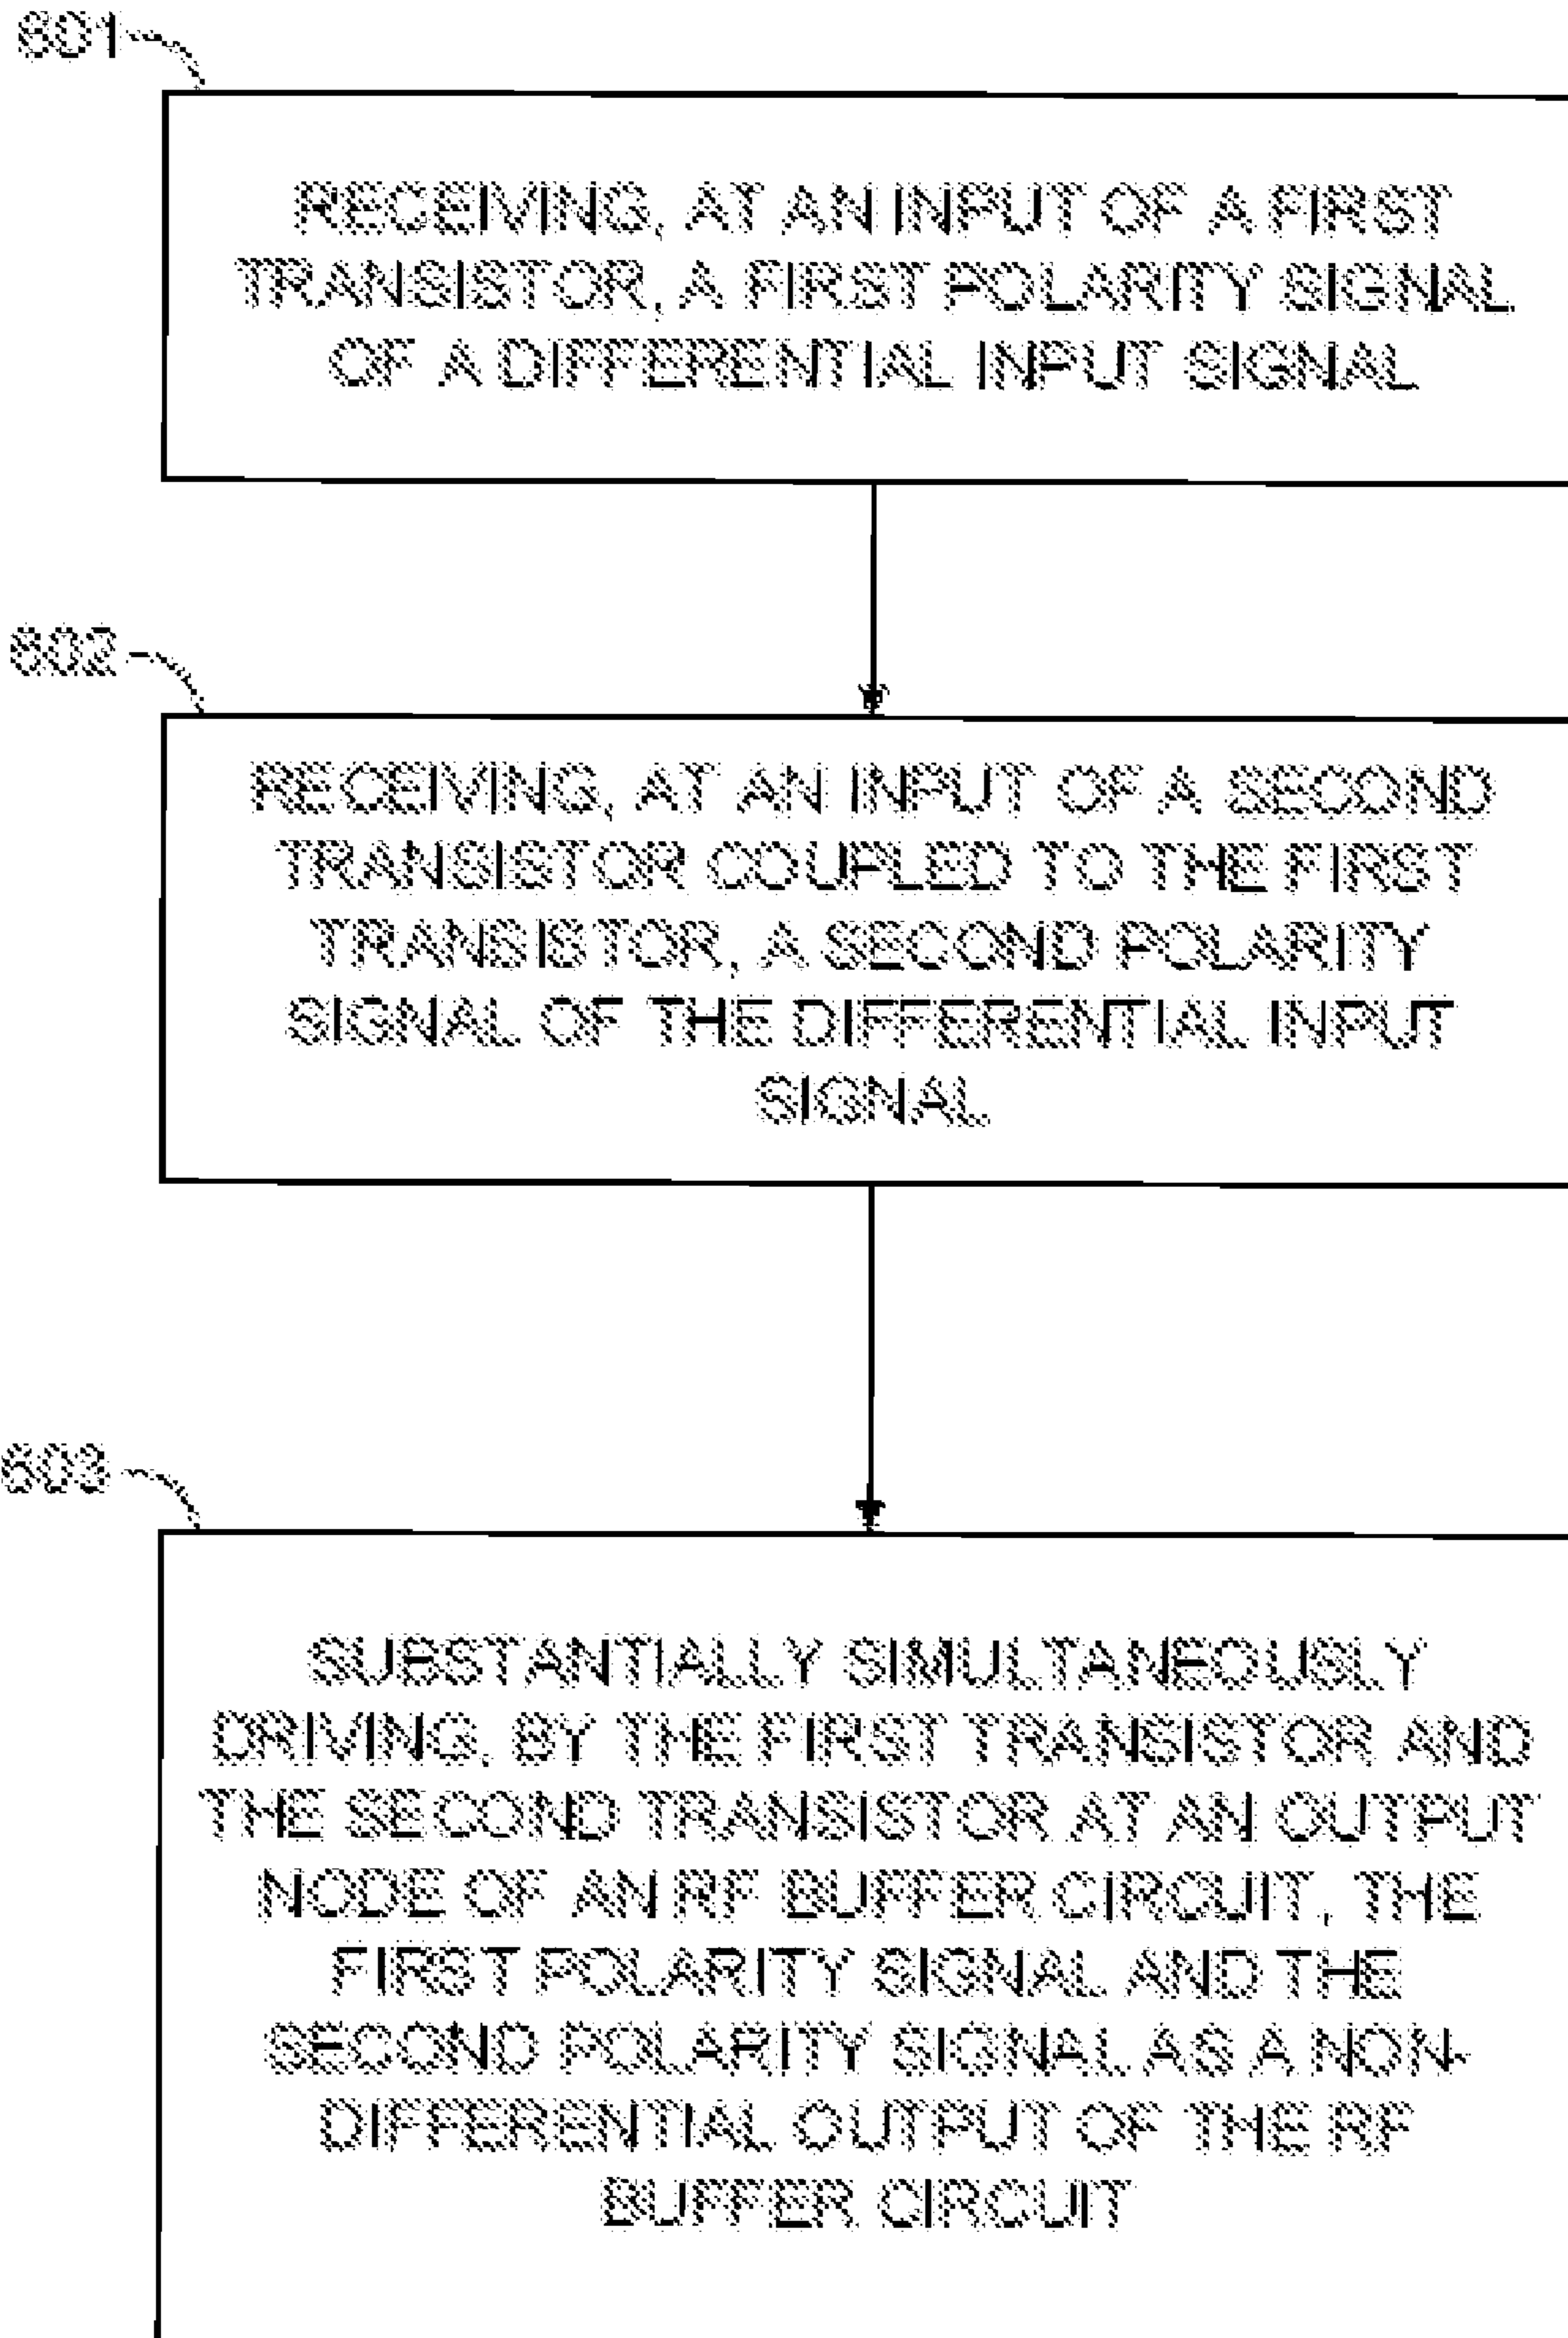 601
RECEIVING, AT AN INPUT OF A FIRST
TRANSISTOR, A FIRST POLARITY SIGNAL
OF A DIFFERENTIAL INPUT SIGNAL
602
RECEIVING, AT AN INPUT OF A SECOND
TRANSISTOR COUPLED TO THE FIRST
TRANSISTOR, A SECOND POLARITY
SIGNAL OF THE DIFFERENTIAL INPUT
SIGNAL
603
SUBSTANTIALLY SIMULTANEOUSLY
DRIVING, BY THE FIRST TRANSISTOR AND
THE SECOND TRANSISTOR AT AN OUTPUT
NODE OF AN RF BUFFER CIRCUIT, THE
FIRST POLARITY SIGNAL AND THE
SECOND POLARITY SIGNAL AS A NON-
DIFFERENTIAL OUTPUT OF THE RF
BUFFER CIRCUIT